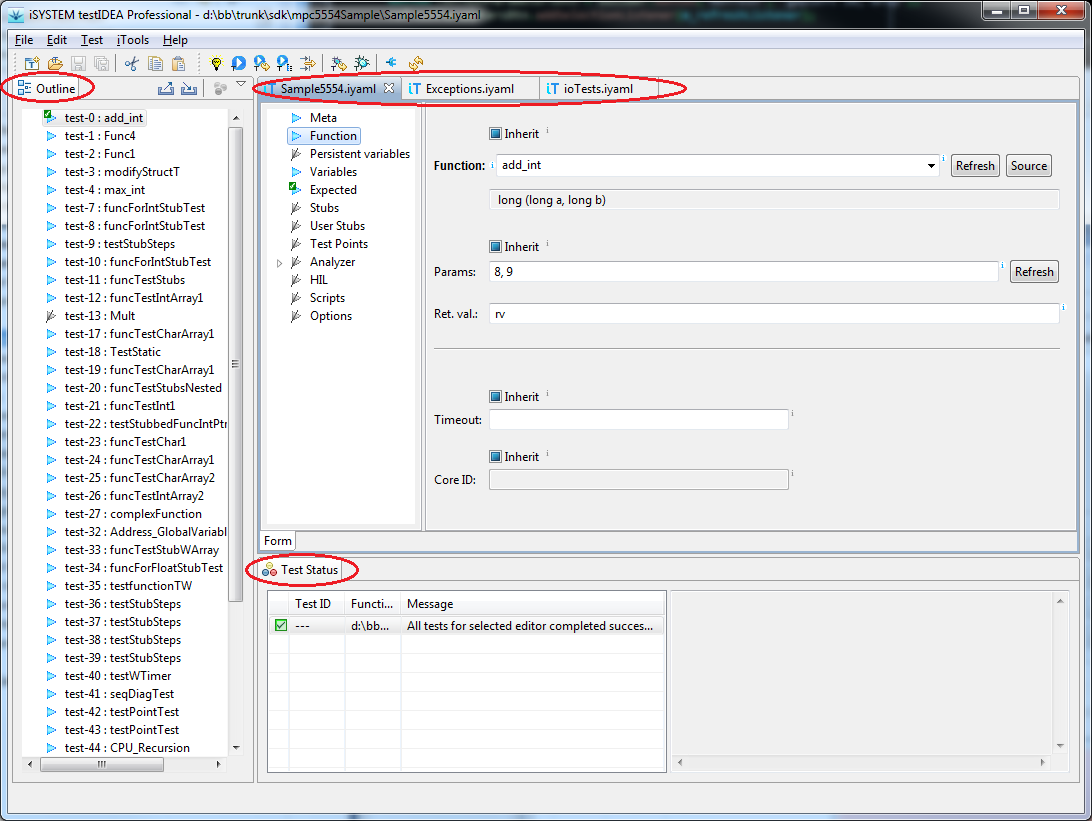 iSYSTEM testIDEA Professional - d:\bb\trunk\sdk\mpc5554Sample\Sample5554.iyaml
File Edit Test iTools Help
Outline
test-0 : add_int
test-1 : Func4
test-2 : Func1
test-3 : modifyStructT
test-4 : max_int
test-7 : funcForIntStubTest
test-8 : funcForIntStubTest
test-9 : testStubSteps
test-10 : funcForIntStubTest
test-11 : funcTestStubs
test-12 : funcTestIntArray1
test-13 : Mult
test-17 : funcTestCharArray1
test-18 : TestStatic
test-19 : funcTestCharArray1
test-20 : funcTestStubsNested
test-21 : funcTestInt1
test-22 : testStubbedFuncIntPtr
test-23 : funcTestChar1
test-24 : funcTestCharArray1
test-25 : funcTestCharArray2
test-26 : funcTestIntArray2
test-27 : complexFunction
test-32 : Address_GlobalVariabl
test-33 : funcTestStubWArray
test-34 : funcForFloatStubTest
test-35 : testfunctionTW
test-36 : testStubSteps
test-37 : testStubSteps
test-38 : testStubSteps
test-39 : testStubSteps
test-40 : testWTimer
test-41 : seqDiagTest
test-42 : testPointTest
test-43 : testPointTest
test-44 : CPU_Recursion
iT Sample5554.iyaml iT Exceptions.iyaml iT ioTests.iyaml
Meta
Function
Persistent variables
Variables
Expected
Stubs
User Stubs
Test Points
Analyzer
HIL
Scripts
Options
Inherit
Function: add_int Refresh Source
long (long a, long b)
Inherit
Params: 8, 9 Refresh
Ret. val.: rv
Inherit
Timeout:
Inherit
Core ID:
Form
Test Status
Test ID Functi... Message
--- d:\bb... All tests for selected editor completed succes...